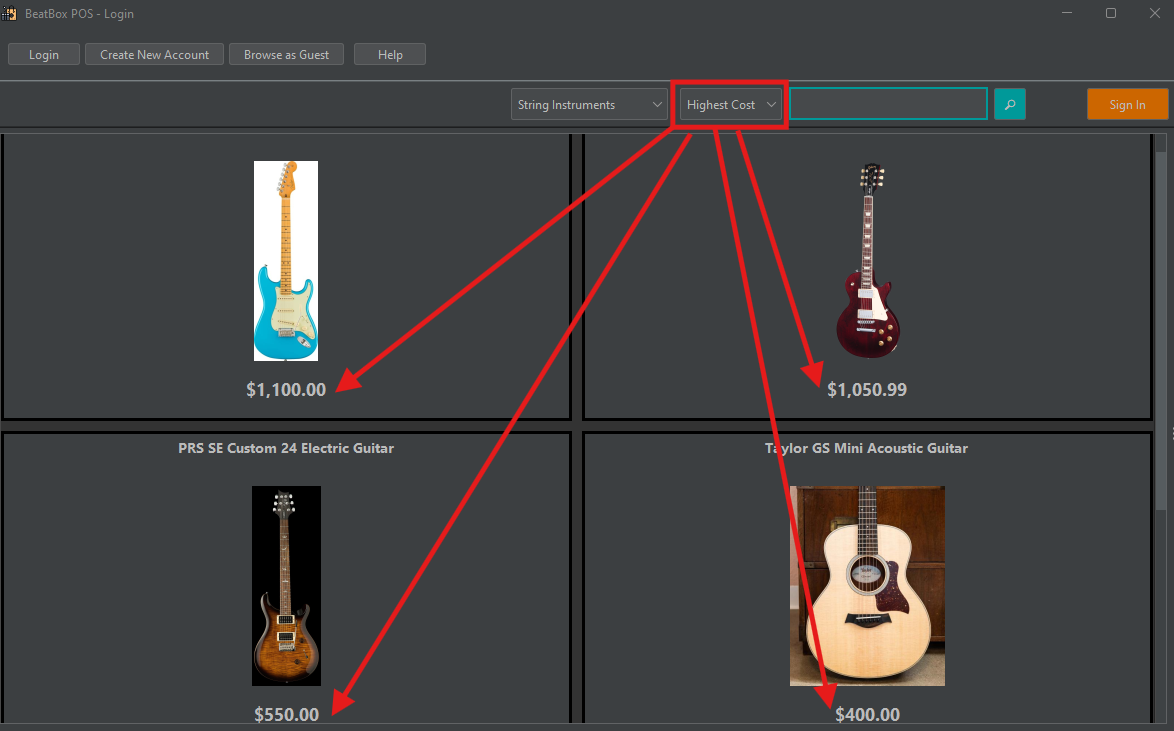 BeatBox POS - Login
Login Create New Account Browse as Guest Help
String Instruments Highest Cost Sign In
$1,100.00 $1,050.99
PRS SE Custom 24 Electric Guitar Taylor GS Mini Acoustic Guitar
$550.00 $400.00